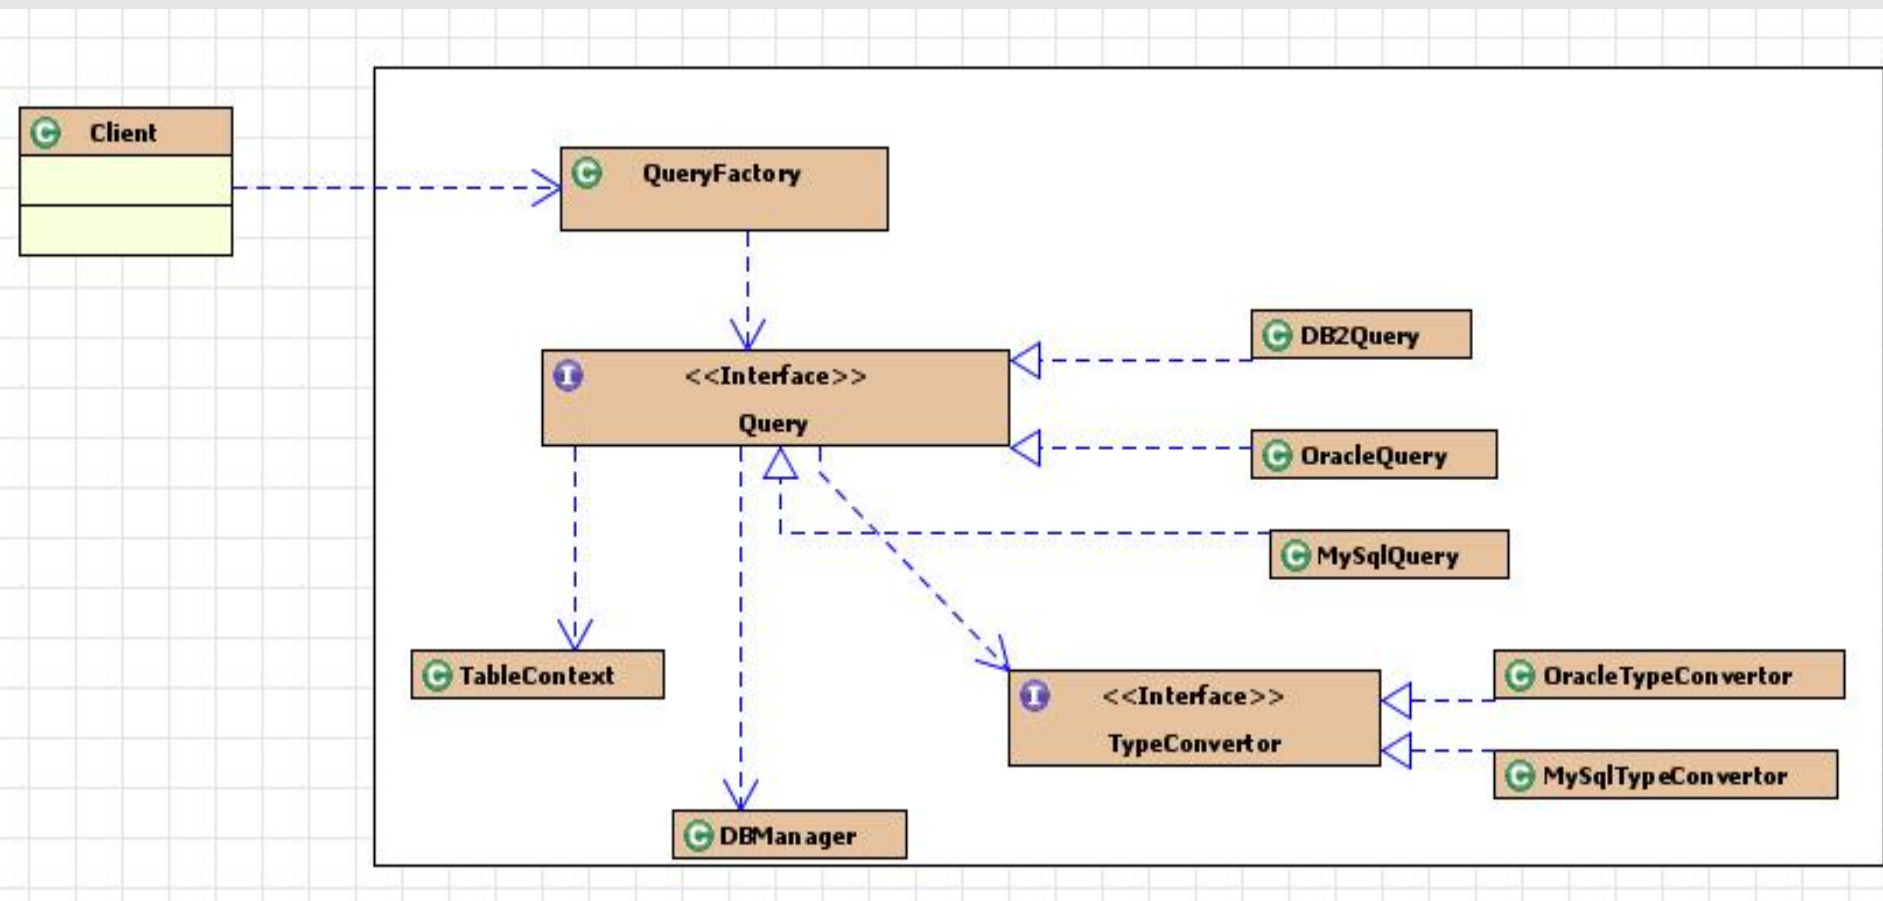 C Client
C QueryFactory
I <<Interface>>
Query
C DB2Query
C OracleQuery
C MySqlQuery
C TableContext
I <<Interface>>
TypeConvertor
C OracleTypeConvertor
C MySqlTypeConvertor
C DBManager